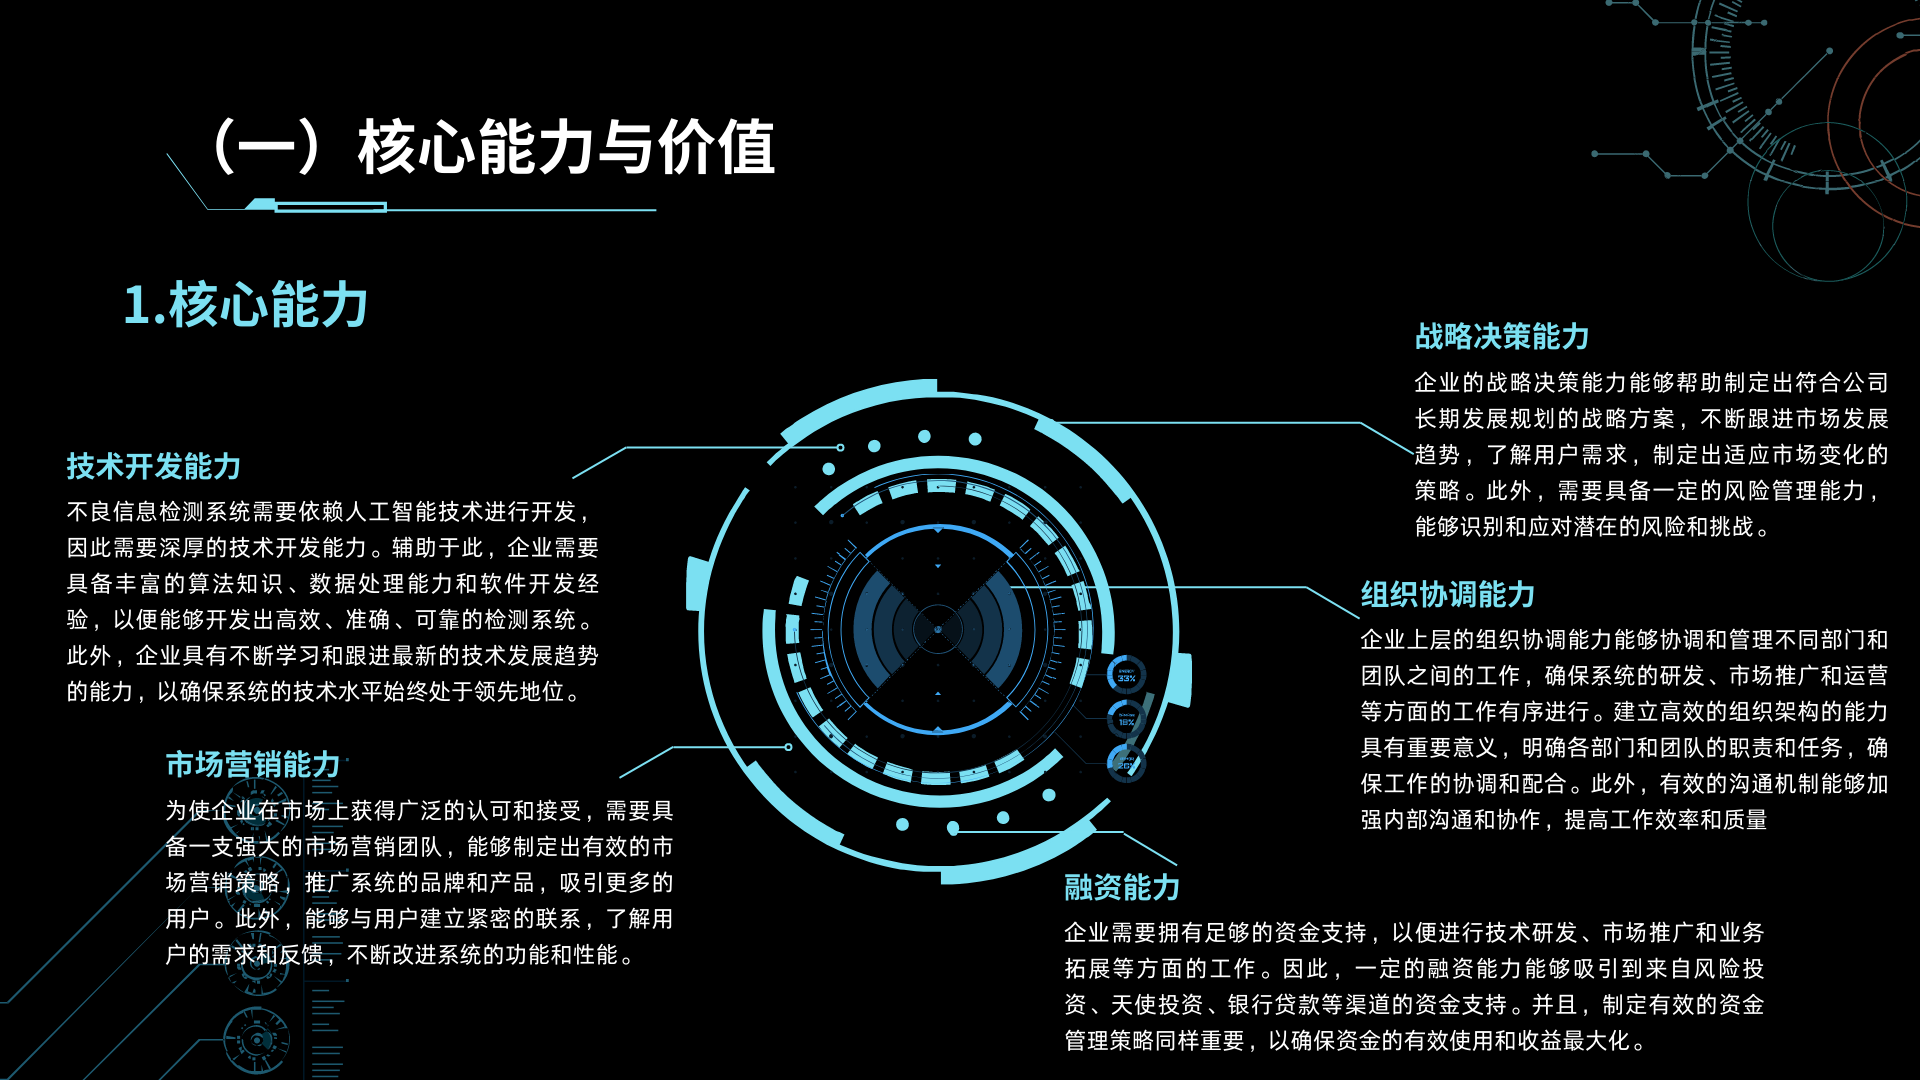 （一）核心能力与价值
1.核心能力
技术开发能力
不良信息检测系统需要依赖人工智能技术进行开发，
因此需要深厚的技术开发能力。辅助于此，企业需要
具备丰富的算法知识、数据处理能力和软件开发经
验，以便能够开发出高效、准确、可靠的检测系统。
此外，企业具有不断学习和跟进最新的技术发展趋势
的能力，以确保系统的技术水平始终处于领先地位。
市场营销能力
为使企业在市场上获得广泛的认可和接受，需要具
备一支强大的市场营销团队，能够制定出有效的市
场营销策略，推广系统的品牌和产品，吸引更多的
用户。此外，能够与用户建立紧密的联系，了解用
户的需求和反馈，不断改进系统的功能和性能。
战略决策能力
企业的战略决策能力能够帮助制定出符合公司
长期发展规划的战略方案，不断跟进市场发展
趋势，了解用户需求，制定出适应市场变化的
策略。此外，需要具备一定的风险管理能力，
能够识别和应对潜在的风险和挑战。
组织协调能力
企业上层的组织协调能力能够协调和管理不同部门和
团队之间的工作，确保系统的研发、市场推广和运营
等方面的工作有序进行。建立高效的组织架构的能力
具有重要意义，明确各部门和团队的职责和任务，确
保工作的协调和配合。此外，有效的沟通机制能够加
强内部沟通和协作，提高工作效率和质量
33%
18%
融资能力
企业需要拥有足够的资金支持，以便进行技术研发、市场推广和业务
拓展等方面的工作。因此，一定的融资能力能够吸引到来自风险投
资、天使投资、银行贷款等渠道的资金支持。并且，制定有效的资金
管理策略同样重要，以确保资金的有效使用和收益最大化。